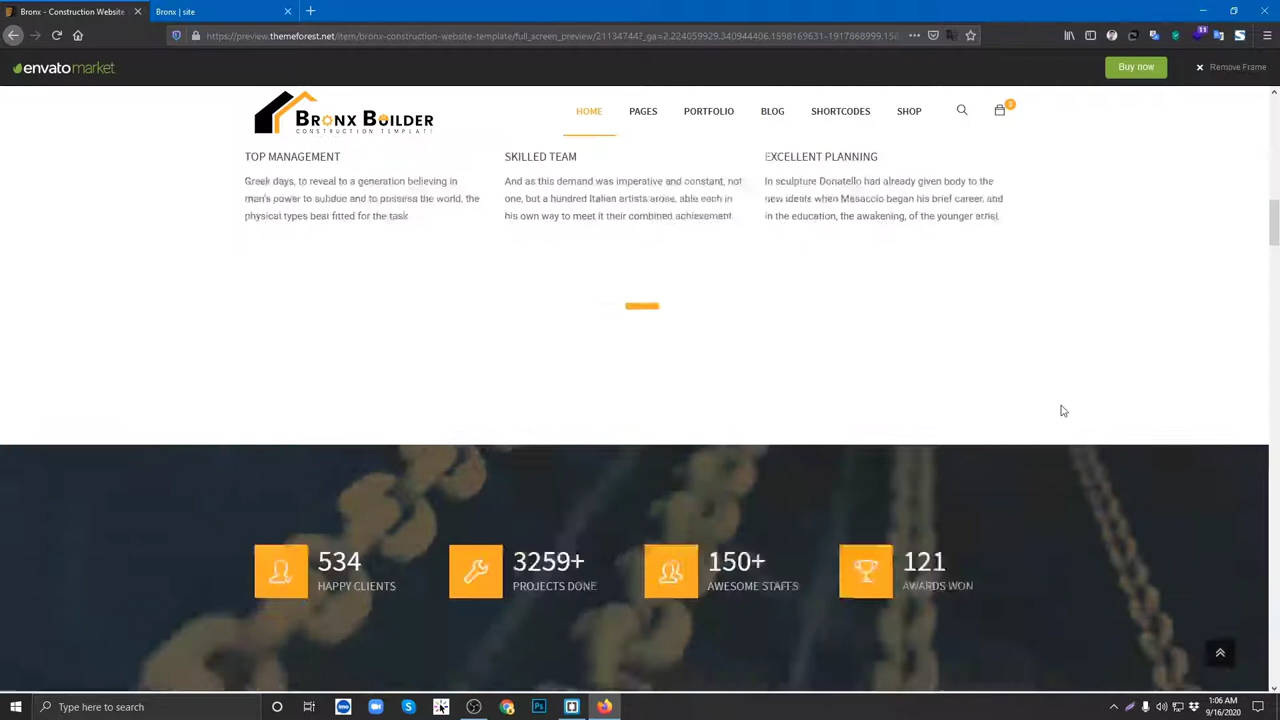 Bronx - Construction Website
Bronx | site
https://preview.themeforest.net/item/bronx-construction-website-template/full_screen_preview/21134744?_ga=2.224059929.340944406.1598169631-1917868999.158
envato market
Buy now
Remove Frame
BRONX BUILDER
CONSTRUCTION TEMPLAT
HOME
PAGES
PORTFOLIO
BLOG
SHORTCODES
SHOP
3
TOP MANAGEMENT
Greek days, to reveal to a generation believing in
man's power to subdue and to possess the world, the
physical types best fitted for the task
SKILLED TEAM
And as this demand was imperative and constant, not
one, but a hundred Italian artists arose, able each in
his own way to meet it their combined achievement
EXCELLENT PLANNING
In sculpture Donatello had already given body to the
new ideals when Masaccio began his brief career, and
in the education, the awakening, of the younger artist
534
HAPPY CLIENTS
3259+
PROJECTS DONE
150+
AWESOME STAFFS
121
AWARDS WON
Type here to search
1:06 AM
9/16/2020